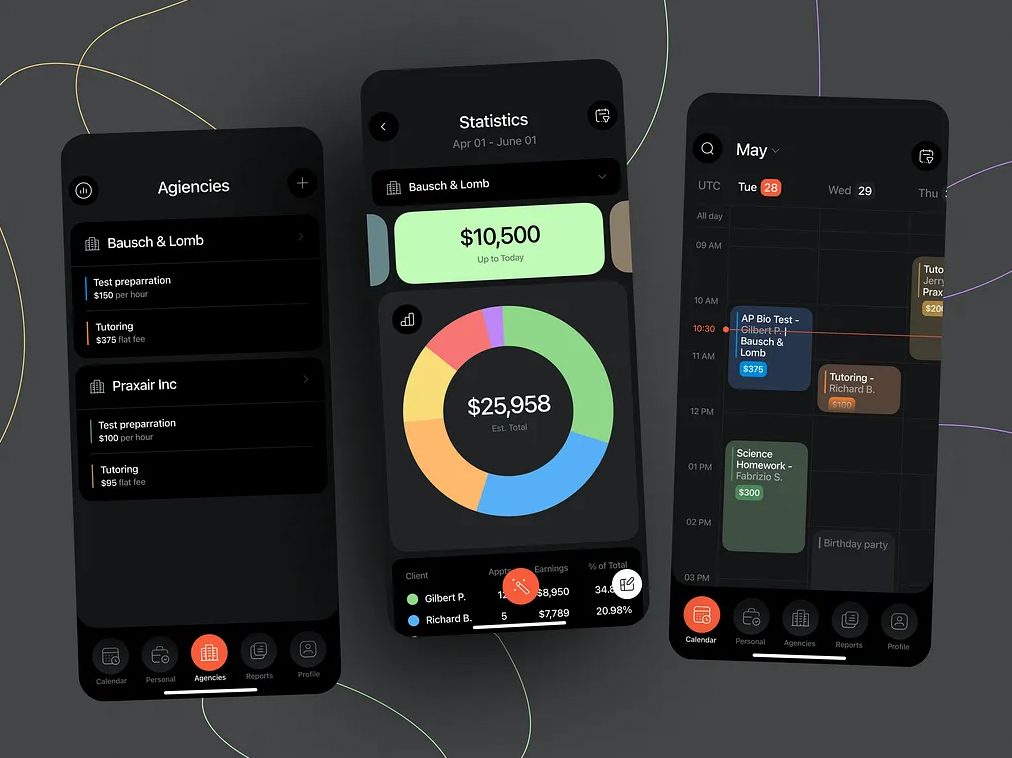 Agiencies
Bausch & Lomb
Test preparration
$150 per hour
Tutoring
$375 flat fee
Praxair Inc
Test preparration
$100 per hour
Tutoring
$95 flat fee
Calendar
Personal
Agencies
Reports
Profile
Statistics
Apr 01 - June 01
Bausch & Lomb
$10,500
Up to Today
$25,958
Est. Total
Client
Earnings
% of Total
Gilbert P.
$8,950
Richard B.
5
$7,789
20.98%
May
UTC
Tue 28
Wed 29
Thu
All day
09 AM
10 AM
10:30
11 AM
12 PM
01 PM
02 PM
03 PM
AP Bio Test -
Gilbert P. |
Bausch &
Lomb
$375
Tutoring -
Richard B.
$100
Science
Homework -
Fabrizio S.
$300
Birthday party
Tuto
Jerry
Prax
Calendar
Personal
Agencies
Reports
Profile